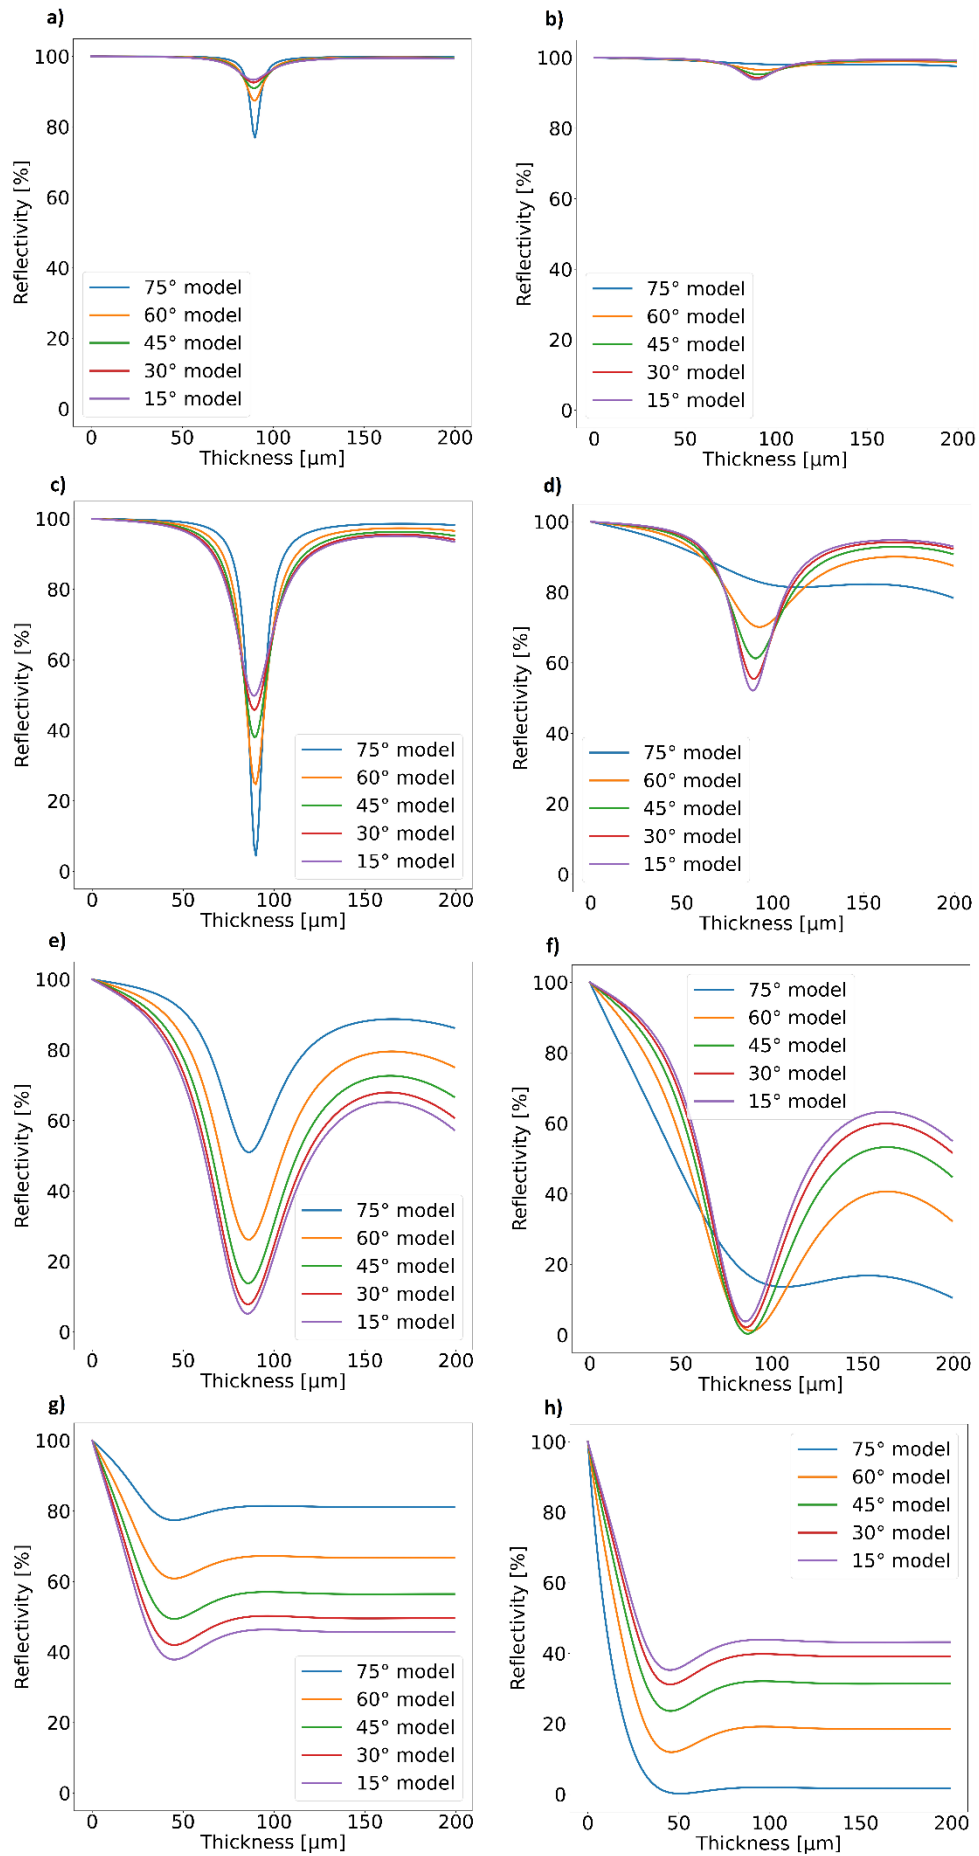 a)
Reflectivity [%]
100
80
60
40
20
0
75° model
60° model
45° model
30° model
15° model
0 50 100 150 200
Thickness [µm]
b)
Reflectivity [%]
100
80
60
40
20
0
75° model
60° model
45° model
30° model
15° model
0 50 100 150 200
Thickness [µm]
c)
Reflectivity [%]
100
80
60
40
20
0
75° model
60° model
45° model
30° model
15° model
0 50 100 150 200
Thickness [µm]
d)
Reflectivity [%]
100
80
60
40
20
0
75° model
60° model
45° model
30° model
15° model
0 50 100 150 200
Thickness [µm]
e)
Reflectivity [%]
100
80
60
40
20
0
75° model
60° model
45° model
30° model
15° model
0 50 100 150 200
Thickness [µm]
f)
Reflectivity [%]
100
80
60
40
20
0
75° model
60° model
45° model
30° model
15° model
0 50 100 150 200
Thickness [µm]
g)
Reflectivity [%]
100
80
60
40
20
0
75° model
60° model
45° model
30° model
15° model
0 50 100 150 200
Thickness [µm]
h)
Reflectivity [%]
100
80
60
40
20
0
75° model
60° model
45° model
30° model
15° model
0 50 100 150 200
Thickness [µm]